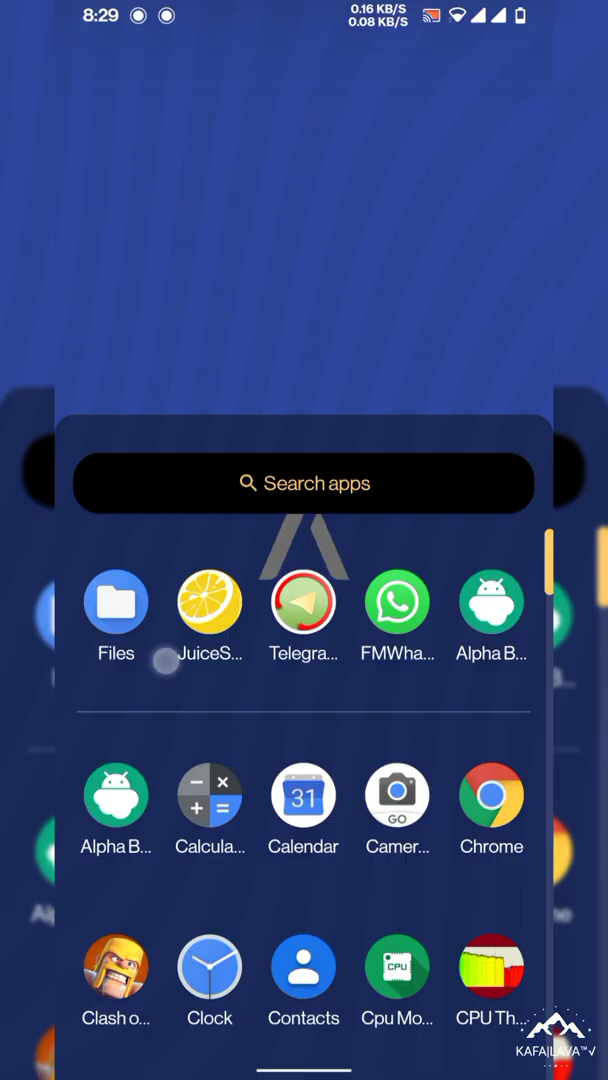 8:29
0.16 KB/S
0.08 KB/S
Search apps
Files
JuiceS...
Telegra...
FMWha...
Alpha B...
Alpha B...
Calcula...
31
Calendar
GO
Camer...
Chrome
Clash o...
Clock
Contacts
CPU
Cpu Mo...
CPU Th...
KAFA|LAVA™√